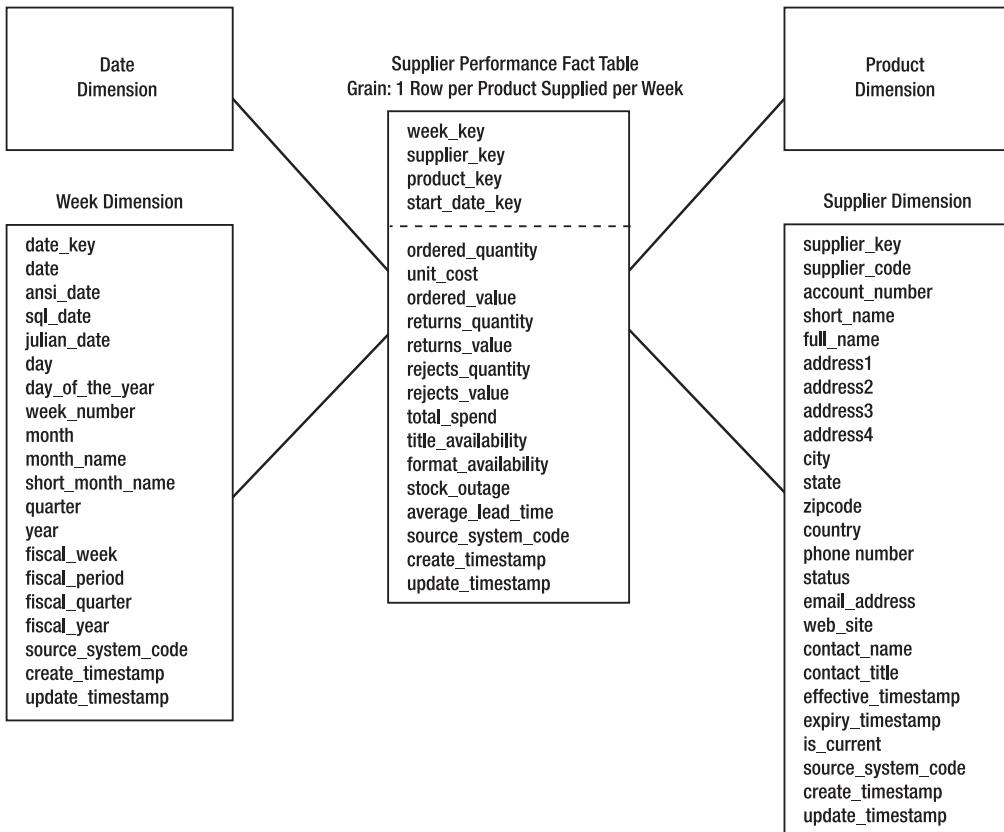 Date
Dimension
Supplier Performance Fact Table
Grain: 1 Row per Product Supplied per Week
Product
Dimension
week_key
supplier_key
product_key
start_date_key
ordered_quantity
unit_cost
ordered_value
returns_quantity
returns_value
rejects_quantity
rejects_value
total_spend
title_availability
format_availability
stock_outage
average_lead_time
source_system_code
create_timestamp
update_timestamp
Week Dimension
date_key
date
ansi_date
sql_date
julian_date
day
day_of_the_year
week_number
month
month_name
short_month_name
quarter
year
fiscal_week
fiscal_period
fiscal_quarter
fiscal_year
source_system_code
create_timestamp
update_timestamp
Supplier Dimension
supplier_key
supplier_code
account_number
short_name
full_name
address1
address2
address3
address4
city
state
zipcode
country
phone number
status
email_address
web_site
contact_name
contact_title
effective_timestamp
expiry_timestamp
is_current
source_system_code
create_timestamp
update_timestamp